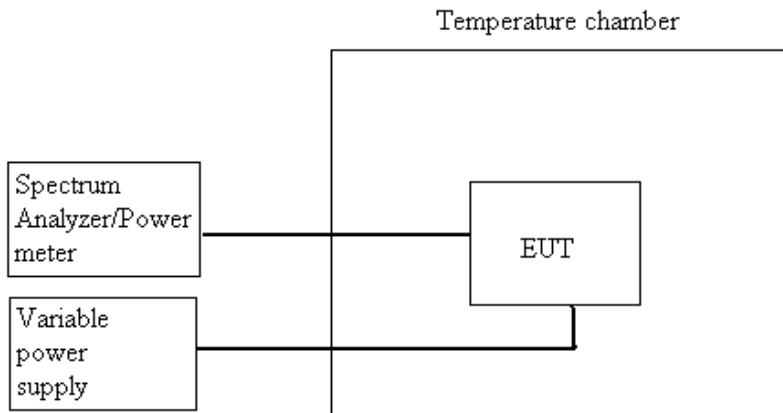 Temperature chamber
Spectrum
Analyzer/Power
meter
EUT
Variable
power
supply